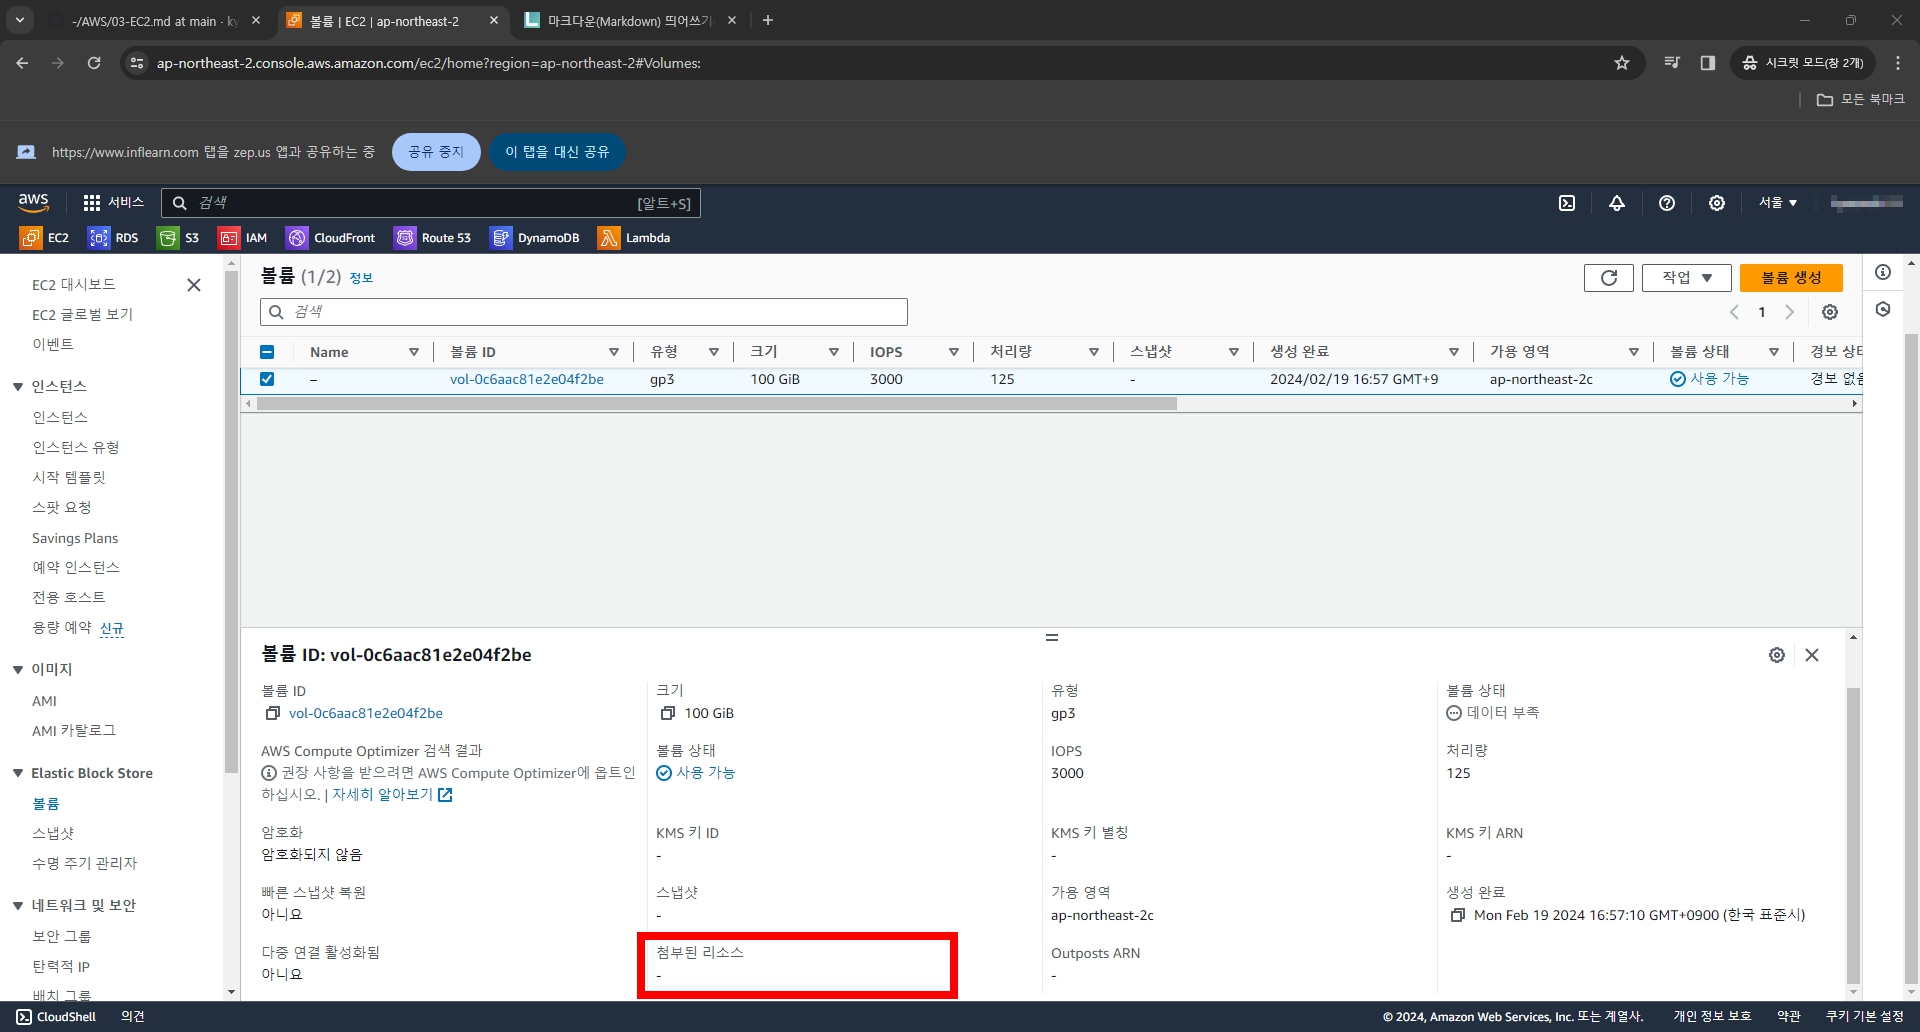 -/AWS/03-EC2.md at main · ky
볼륨 | EC2 | ap-northeast-2
마크다운(Markdown) 띄어쓰기
ap-northeast-2.console.aws.amazon.com/ec2/home?region=ap-northeast-2#Volumes:
시크릿 모드(창 2개)
모든 북마크
https://www.inflearn.com 탭을 zep.us 앱과 공유하는 중
공유 중지
이 탭을 대신 공유
aws
서비스
검색
[알트+S]
서울
EC2
RDS
S3
IAM
CloudFront
Route 53
DynamoDB
Lambda
EC2 대시보드
EC2 글로벌 보기
이벤트
인스턴스
인스턴스
인스턴스 유형
시작 템플릿
스팟 요청
Savings Plans
예약 인스턴스
전용 호스트
용량 예약 신규
이미지
AMI
AMI 카탈로그
Elastic Block Store
볼륨
스냅샷
수명 주기 관리자
네트워크 및 보안
보안 그룹
탄력적 IP
배치 그룹
볼륨 (1/2) 정보
작업
볼륨 생성
검색
1
Name
볼륨 ID
유형
크기
IOPS
처리량
스냅샷
생성 완료
가용 영역
볼륨 상태
경보 상태
–
vol-0c6aac81e2e04f2be
gp3
100 GiB
3000
125
-
2024/02/19 16:57 GMT+9
ap-northeast-2c
사용 가능
경보 없음
볼륨 ID: vol-0c6aac81e2e04f2be
볼륨 ID
vol-0c6aac81e2e04f2be
크기
100 GiB
유형
gp3
볼륨 상태
데이터 부족
AWS Compute Optimizer 검색 결과
권장 사항을 받으려면 AWS Compute Optimizer에 옵트인
하십시오. | 자세히 알아보기
볼륨 상태
사용 가능
IOPS
3000
처리량
125
암호화
암호화되지 않음
KMS 키 ID
-
KMS 키 별칭
-
KMS 키 ARN
-
빠른 스냅샷 복원
아니요
스냅샷
-
가용 영역
ap-northeast-2c
생성 완료
Mon Feb 19 2024 16:57:10 GMT+0900 (한국 표준시)
다중 연결 활성화됨
아니요
첨부된 리소스
-
Outposts ARN
-
CloudShell
의견
© 2024, Amazon Web Services, Inc. 또는 계열사.
개인 정보 보호
약관
쿠키 기본 설정